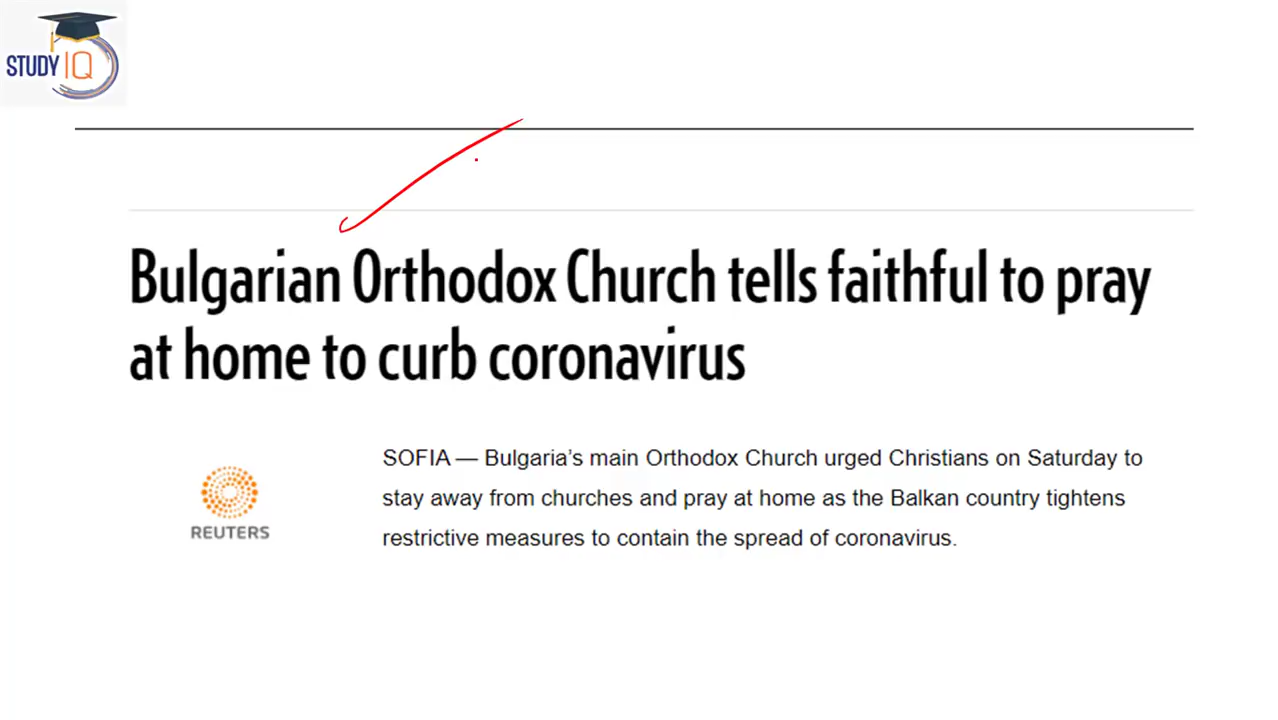 STUDY IQ
Bulgarian Orthodox Church tells faithful to pray
at home to curb coronavirus
SOFIA — Bulgaria's main Orthodox Church urged Christians on Saturday to
stay away from churches and pray at home as the Balkan country tightens
restrictive measures to contain the spread of coronavirus.
REUTERS